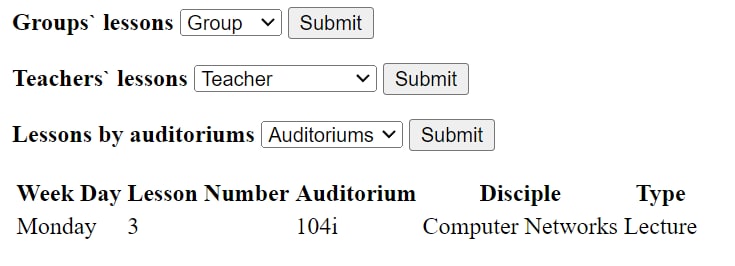 Groups` lessons Group Submit
Teachers` lessons Teacher Submit
Lessons by auditoriums Auditoriums Submit
Week Day Lesson Number Auditorium Disciple Type
Monday 3 104i Computer Networks Lecture